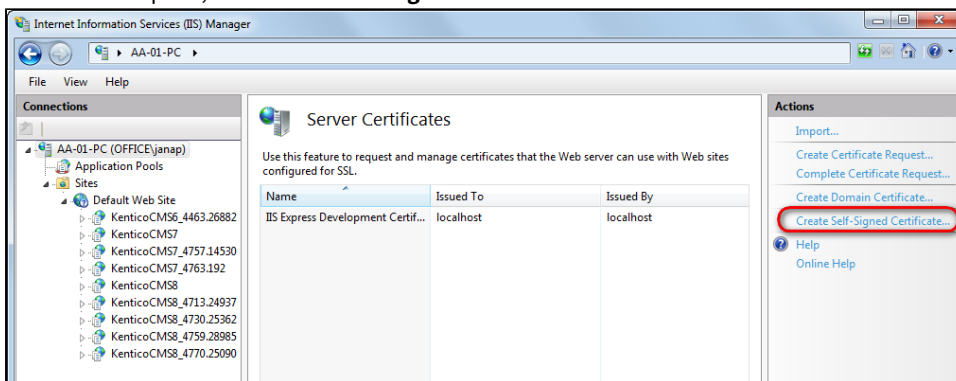 Internet Information Services (IIS) Manager
AA-01-PC
File View Help
Connections
AA-01-PC (OFFICE\janap)
Application Pools
Sites
Default Web Site
KenticoCMS6_4463.26882
KenticoCMS7
KenticoCMS7_4757.14530
KenticoCMS7_4763.192
KenticoCMS8
KenticoCMS8_4713.24937
KenticoCMS8_4730.25362
KenticoCMS8_4759.28985
KenticoCMS8_4770.25090
Server Certificates
Use this feature to request and manage certificates that the Web server can use with Web sites
configured for SSL.
Name Issued To Issued By
IIS Express Development Certif... localhost localhost
Actions
Import...
Create Certificate Request...
Complete Certificate Request...
Create Domain Certificate...
Create Self-Signed Certificate...
Help
Online Help